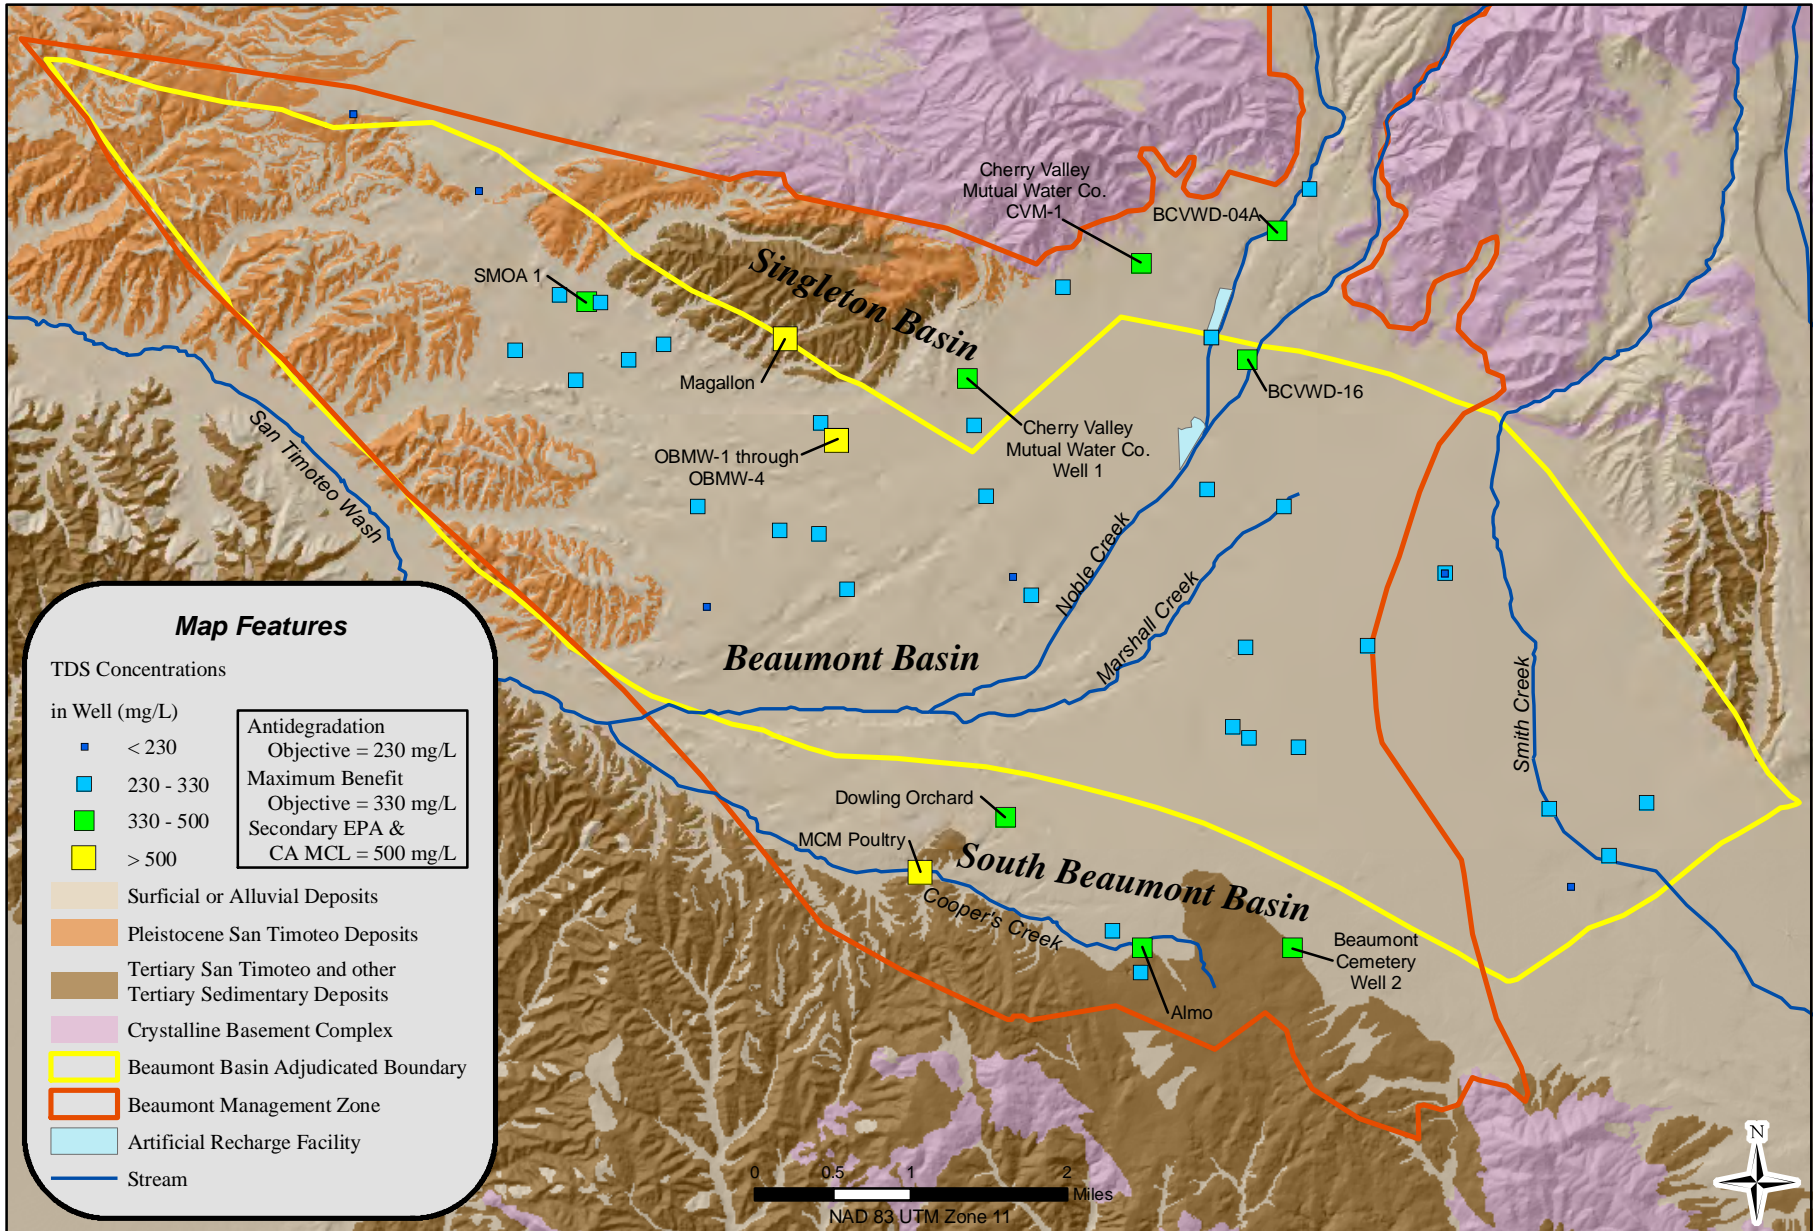 Cherry Valley
Mutual Water Co.
CVM-1
BCVWD-04A
SMOA 1
Singleton Basin
Magallon
BCVWD-16
San Timoteo Wash
Cherry Valley
Mutual Water Co.
Well 1
OBMW-1 through
OBMW-4
Noble Creek
Marshall Creek
Beaumont Basin
Smith Creek
Dowling Orchard
MCM Poultry
South Beaumont Basin
Cooper's Creek
Beaumont
Cemetery
Well 2
Almo
Map Features
TDS Concentrations
in Well (mg/L)
< 230
230 - 330
330 - 500
> 500
Antidegradation
Objective = 230 mg/L
Maximum Benefit
Objective = 330 mg/L
Secondary EPA &
CA MCL = 500 mg/L
Surficial or Alluvial Deposits
Pleistocene San Timoteo Deposits
Tertiary San Timoteo and other
Tertiary Sedimentary Deposits
Crystalline Basement Complex
Beaumont Basin Adjudicated Boundary
Beaumont Management Zone
Artificial Recharge Facility
Stream
0 0.5 1 2
Miles
NAD 83 UTM Zone 11
N